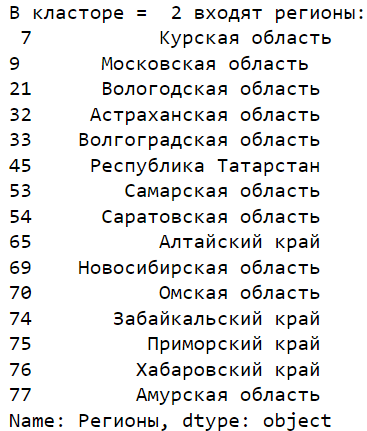 В класторе =  2 входят регионы:
 7           Курская область
9       Московская область
21      Вологодская область
32     Астраханская область
33    Волгоградская область
45     Республика Татарстан
53        Самарская область
54      Саратовская область
65           Алтайский край
69    Новосибирская область
70           Омская область
74       Забайкальский край
75          Приморский край
76         Хабаровский край
77         Амурская область
Name: Регионы, dtype: object